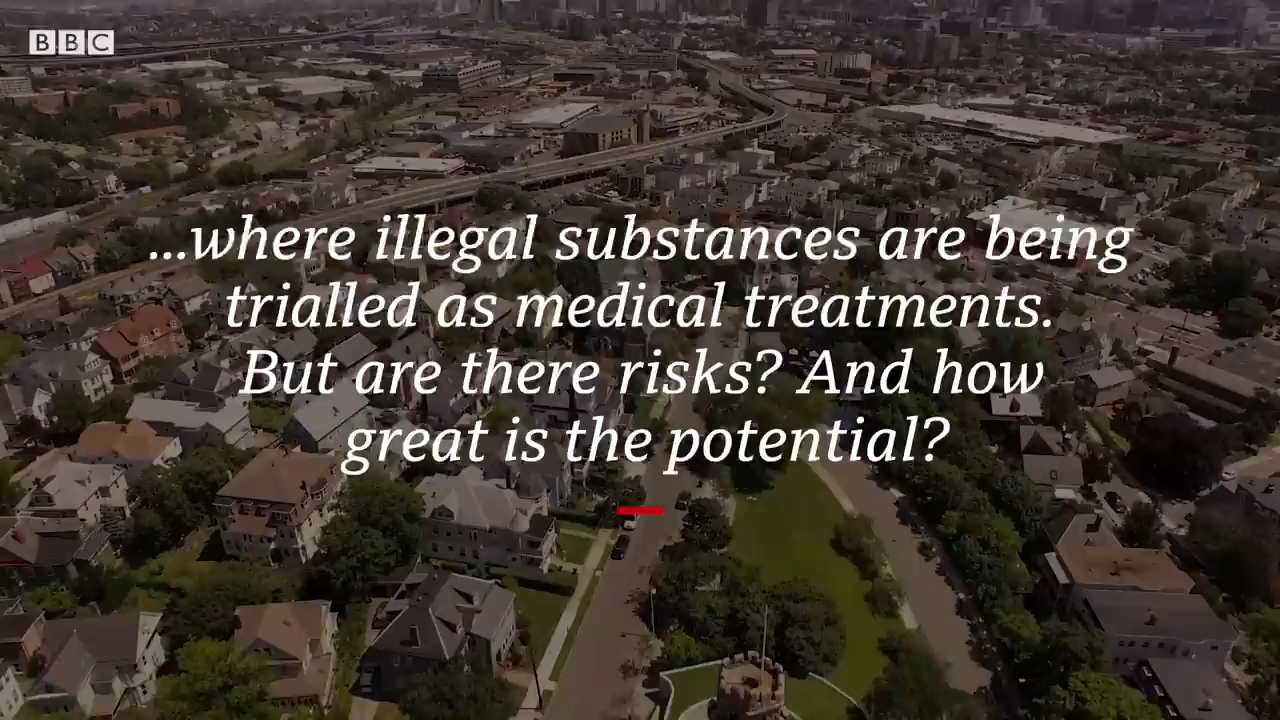 BBC
...where illegal substances are being
trialled as medical treatments.
But are there risks? And how
great is the potential?